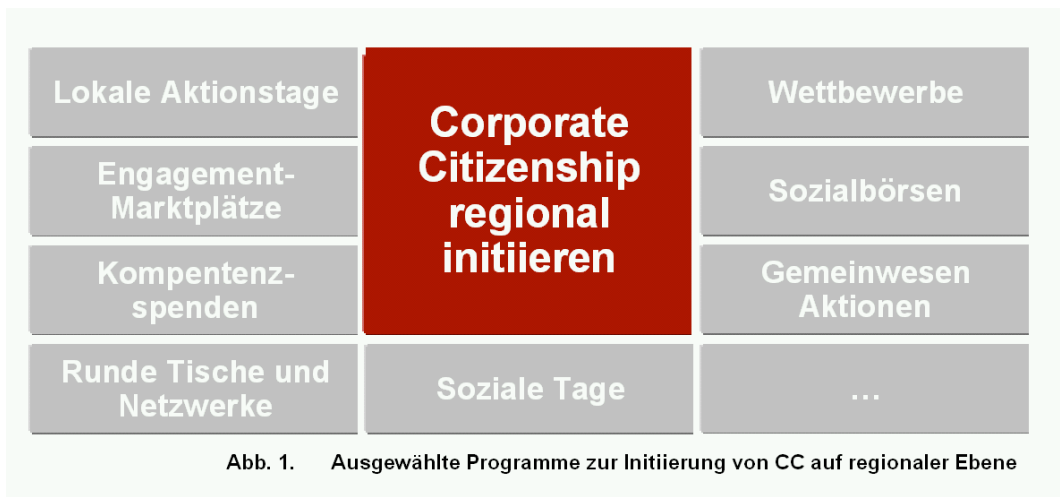 Lokale Aktionstage
Engagement-
Marktplätze
Kompentenz-
spenden
Runde Tische und
Netzwerke
Corporate
Citizenship
regional
initiieren
Soziale Tage
Wettbewerbe
Sozialbörsen
Gemeinwesen
Aktionen
...
Abb. 1. Ausgewählte Programme zur Initiierung von CC auf regionaler Ebene